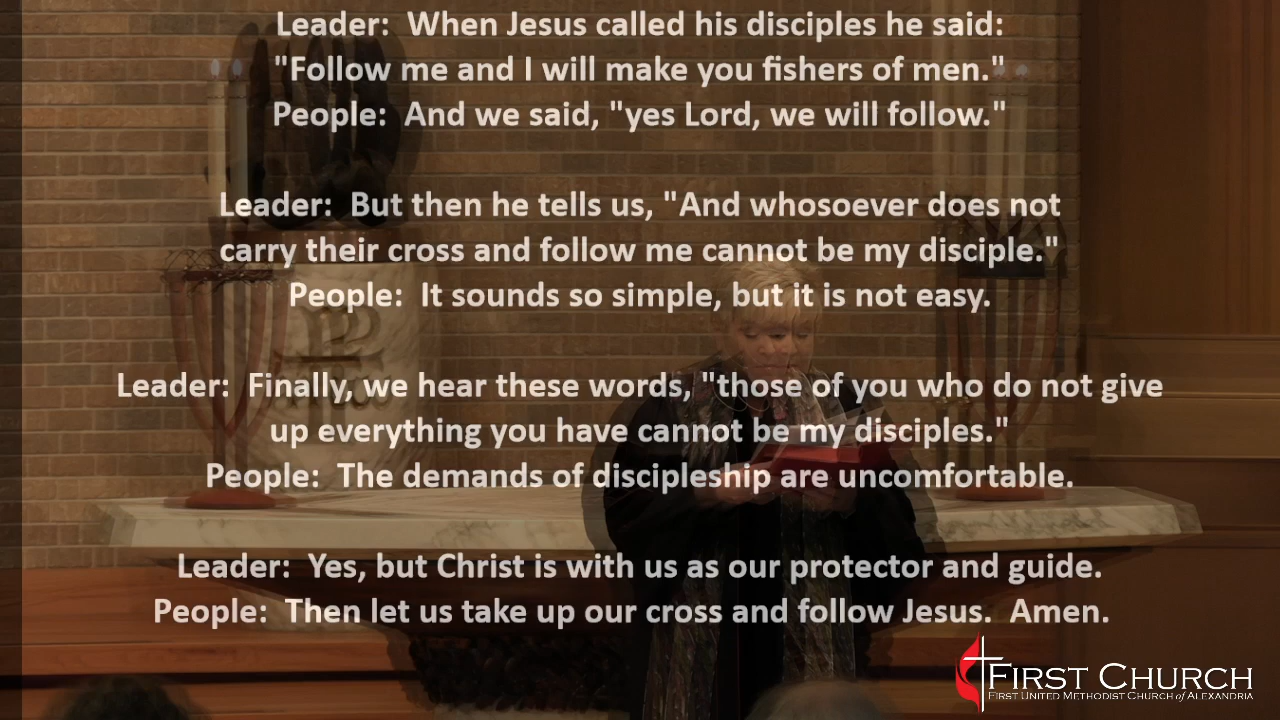 Leader:  When Jesus called his disciples he said:
"Follow me and I will make you fishers of men."
People:  And we said, "yes Lord, we will follow."
Leader:  But then he tells us, "And whosoever does not
carry their cross and follow me cannot be my disciple."
People:  It sounds so simple, but it is not easy.
Leader:  Finally, we hear these words, "those of you who do not give
up everything you have cannot be my disciples."
People:  The demands of discipleship are uncomfortable.
Leader:  Yes, but Christ is with us as our protector and guide.
People:  Then let us take up our cross and follow Jesus.  Amen.
First Church
First United Methodist Church of Alexandria